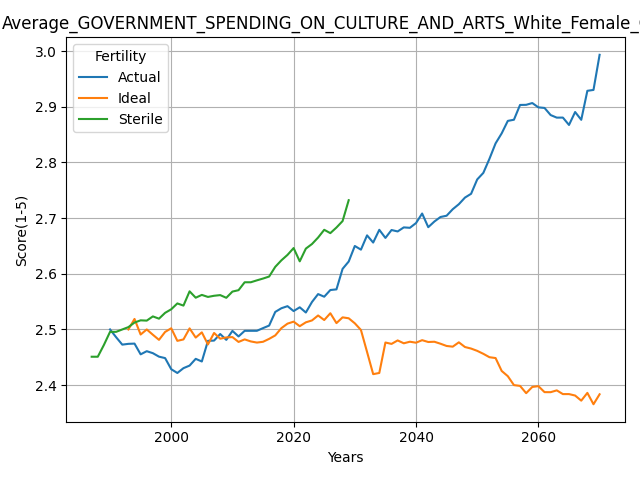 Average_GOVERNMENT_SPENDING_ON_CULTURE_AND_ARTS_White_Female_
3.0
2.9
2.8
2.7
2.6
2.5
2.4
Score(1-5)
Fertility
Actual
Ideal
Sterile
2000 2020 2040 2060
Years